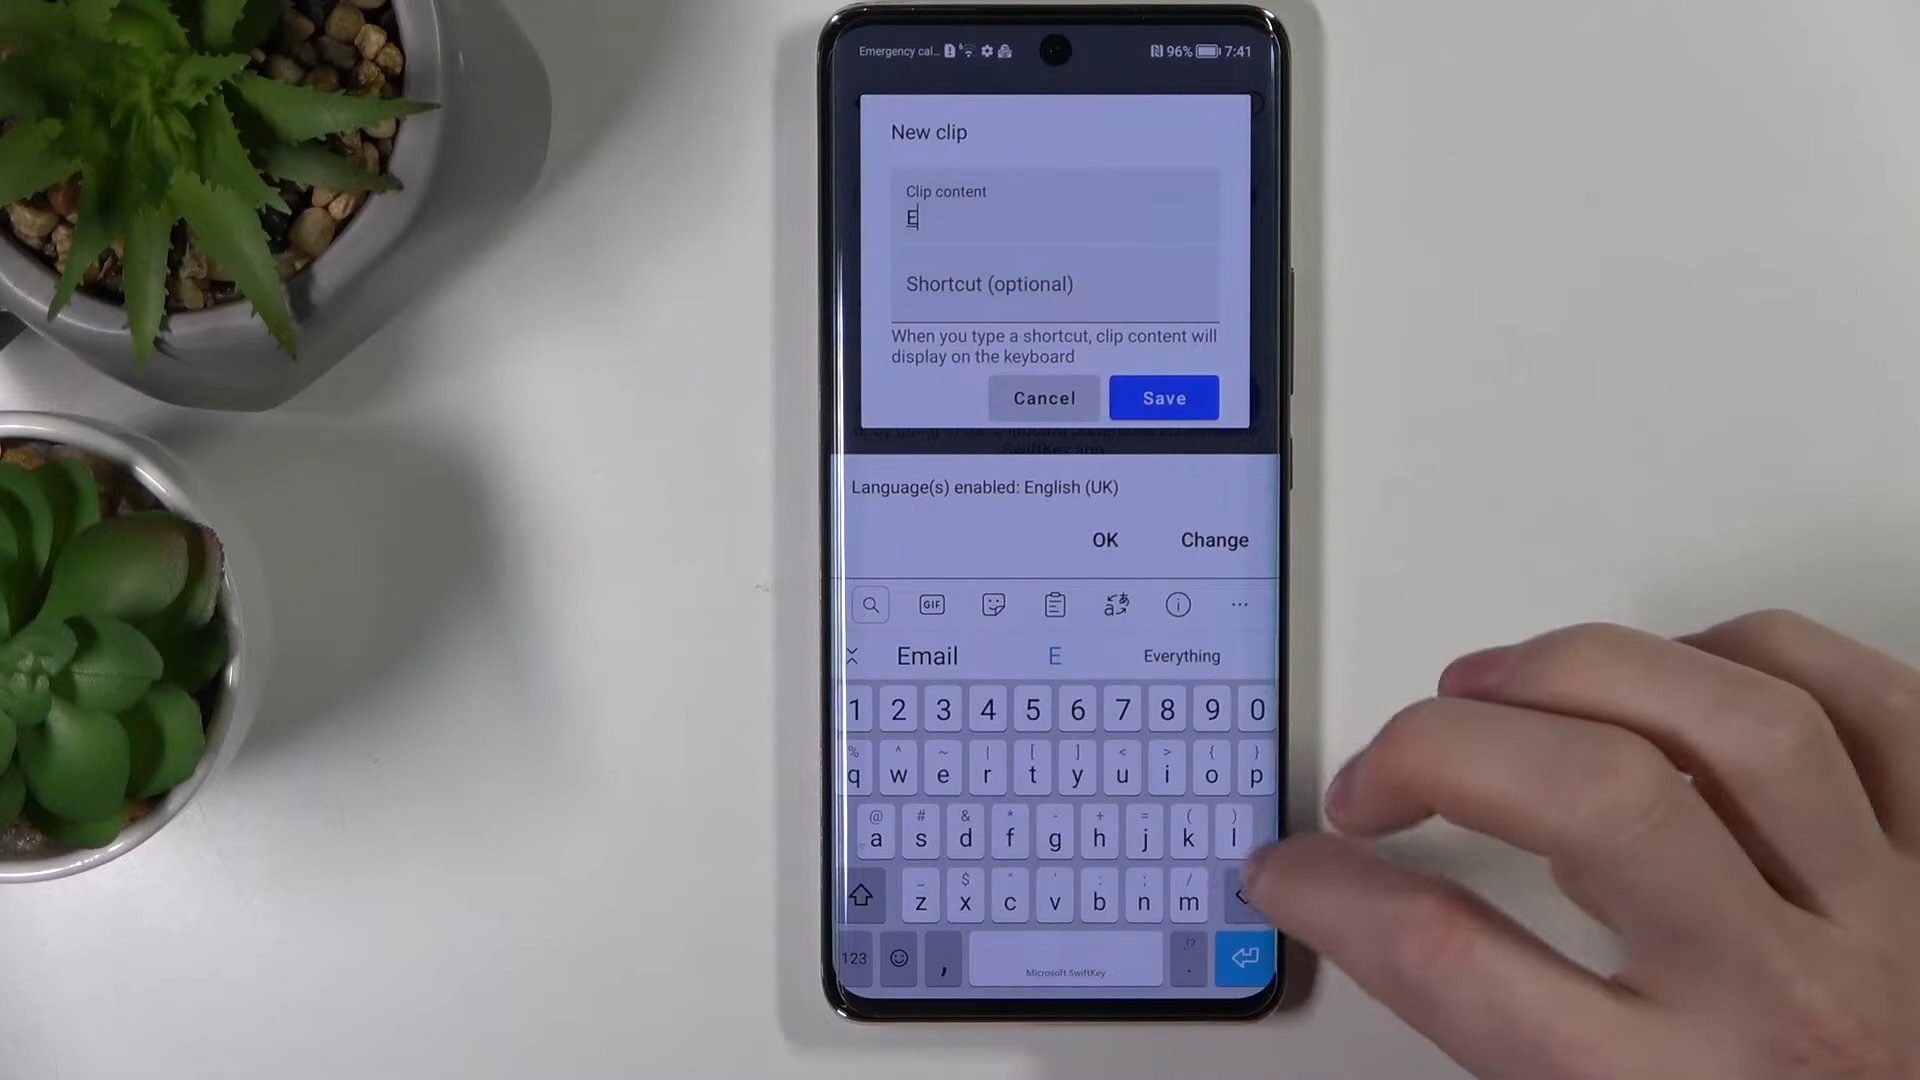 Emergency cal... 96% 7:41
New clip
Clip content
E
Shortcut (optional)
When you type a shortcut, clip content will
display on the keyboard
Cancel Save
SwiftKey app
Language(s) enabled: English (UK)
OK Change
GIF
Email E Everything
1 2 3 4 5 6 7 8 9 0
% ^ ~ | [ ] < > { }
q w e r t y u i o p
@ # & * - + = ( )
a s d f g h j k l
_ $ " ' : ; /
z x c v b n m
!?
123 , Microsoft SwiftKey .